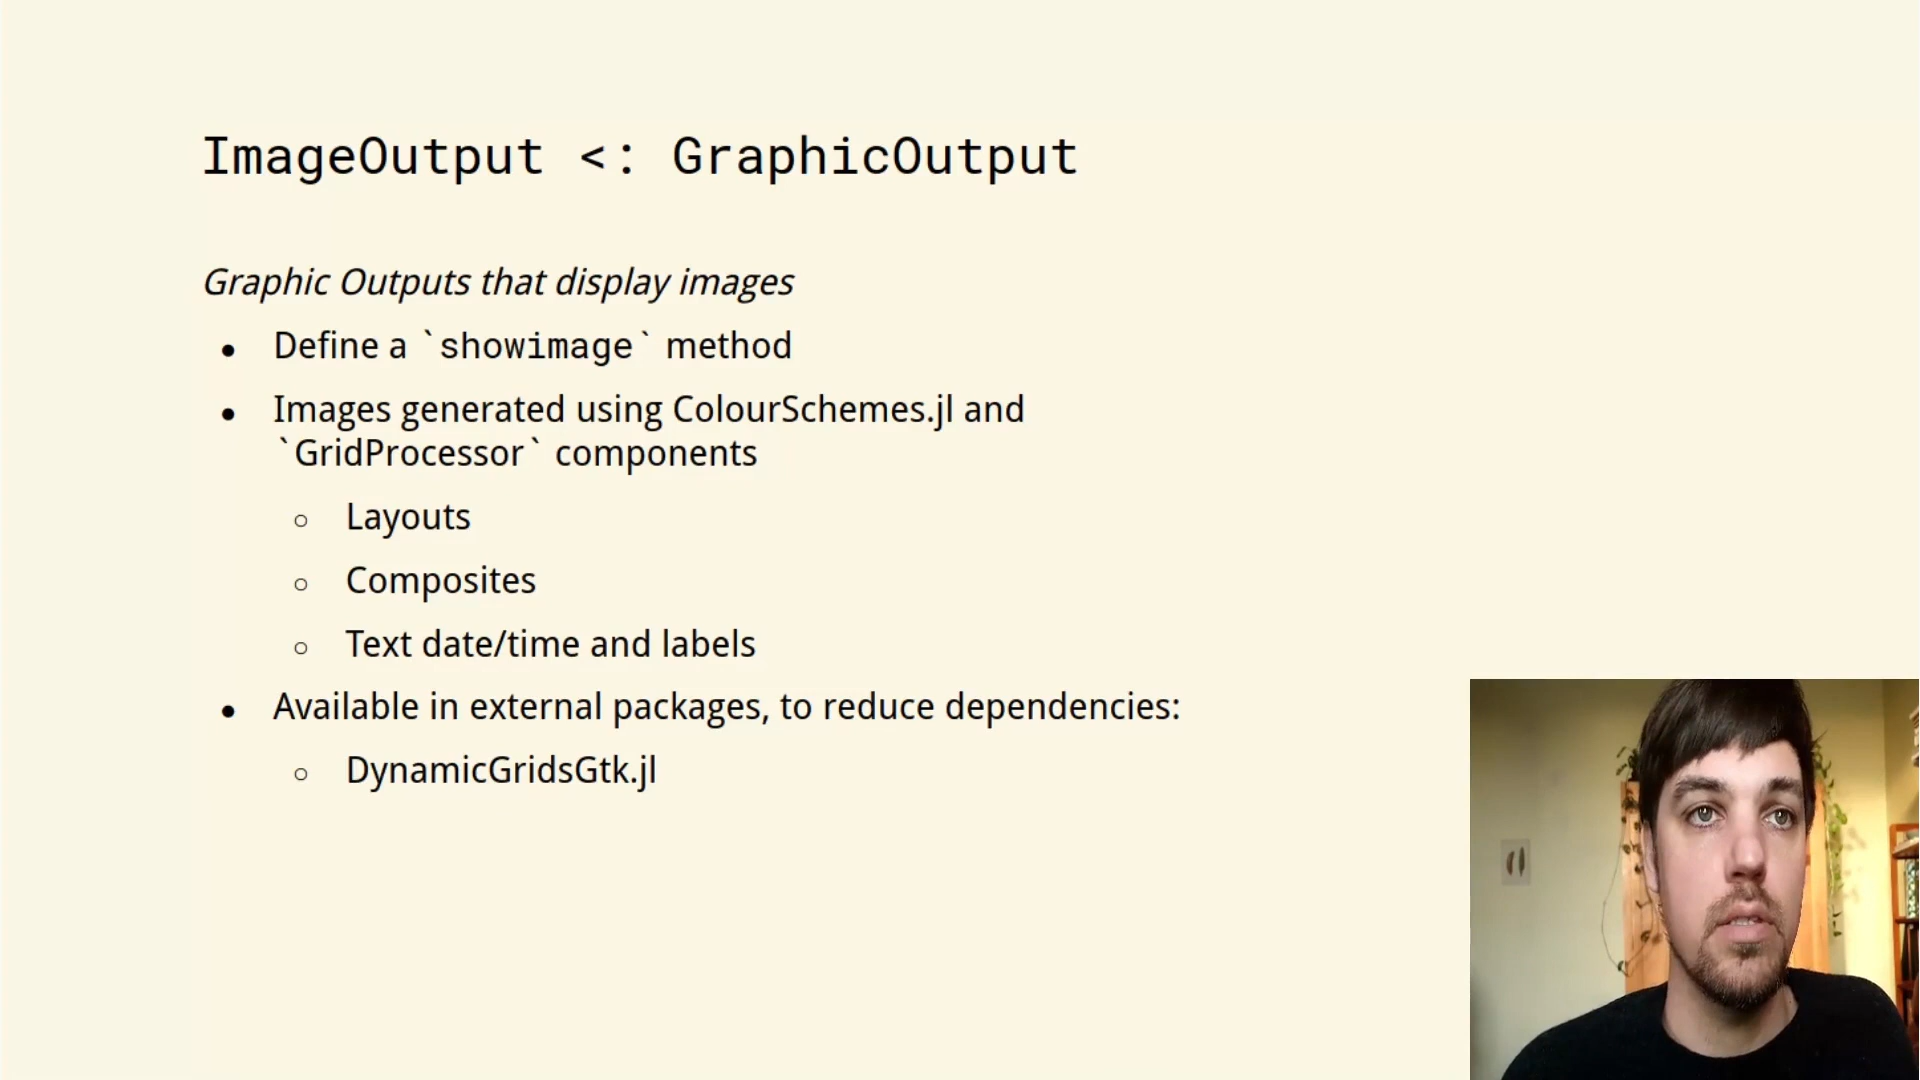 ImageOutput <: GraphicOutput
Graphic Outputs that display images
● Define a `showimage` method
● Images generated using ColourSchemes.jl and
`GridProcessor` components
○ Layouts
○ Composites
○ Text date/time and labels
● Available in external packages, to reduce dependencies:
○ DynamicGridsGtk.jl